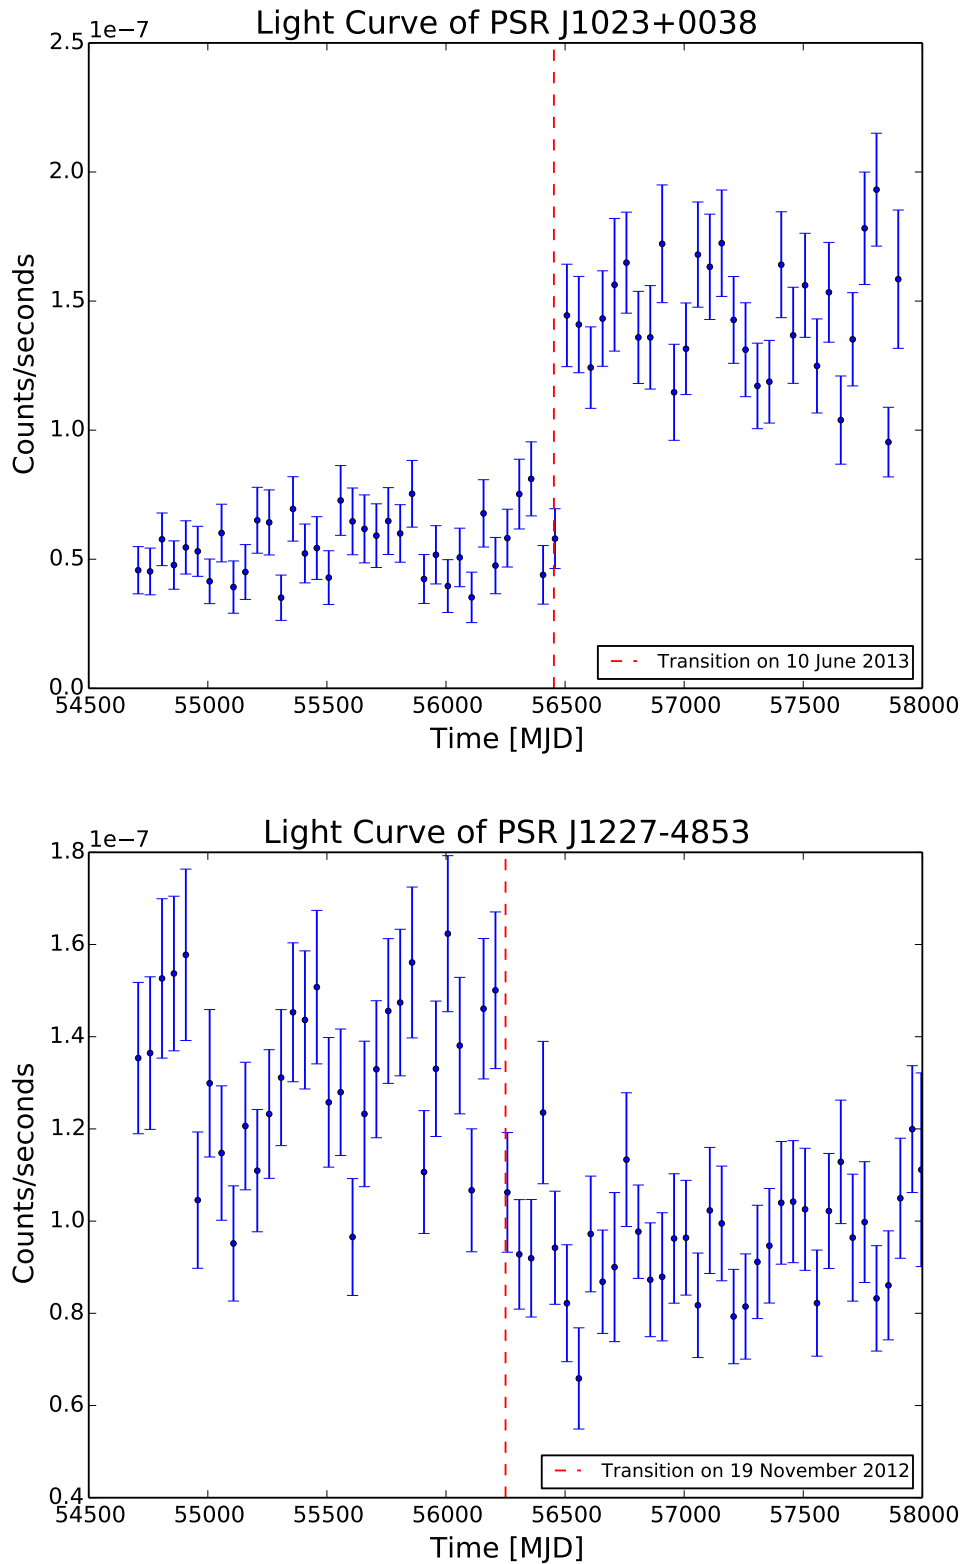 Light Curve of PSR J1023+0038
1e−7
2.5
2.0
1.5
1.0
0.5
0.0
Counts/seconds
Transition on 10 June 2013
54500 55000 55500 56000 56500 57000 57500 58000
Time [MJD]
Light Curve of PSR J1227-4853
1e−7
1.8
1.6
1.4
1.2
1.0
0.8
0.6
0.4
Counts/seconds
Transition on 19 November 2012
54500 55000 55500 56000 56500 57000 57500 58000
Time [MJD]